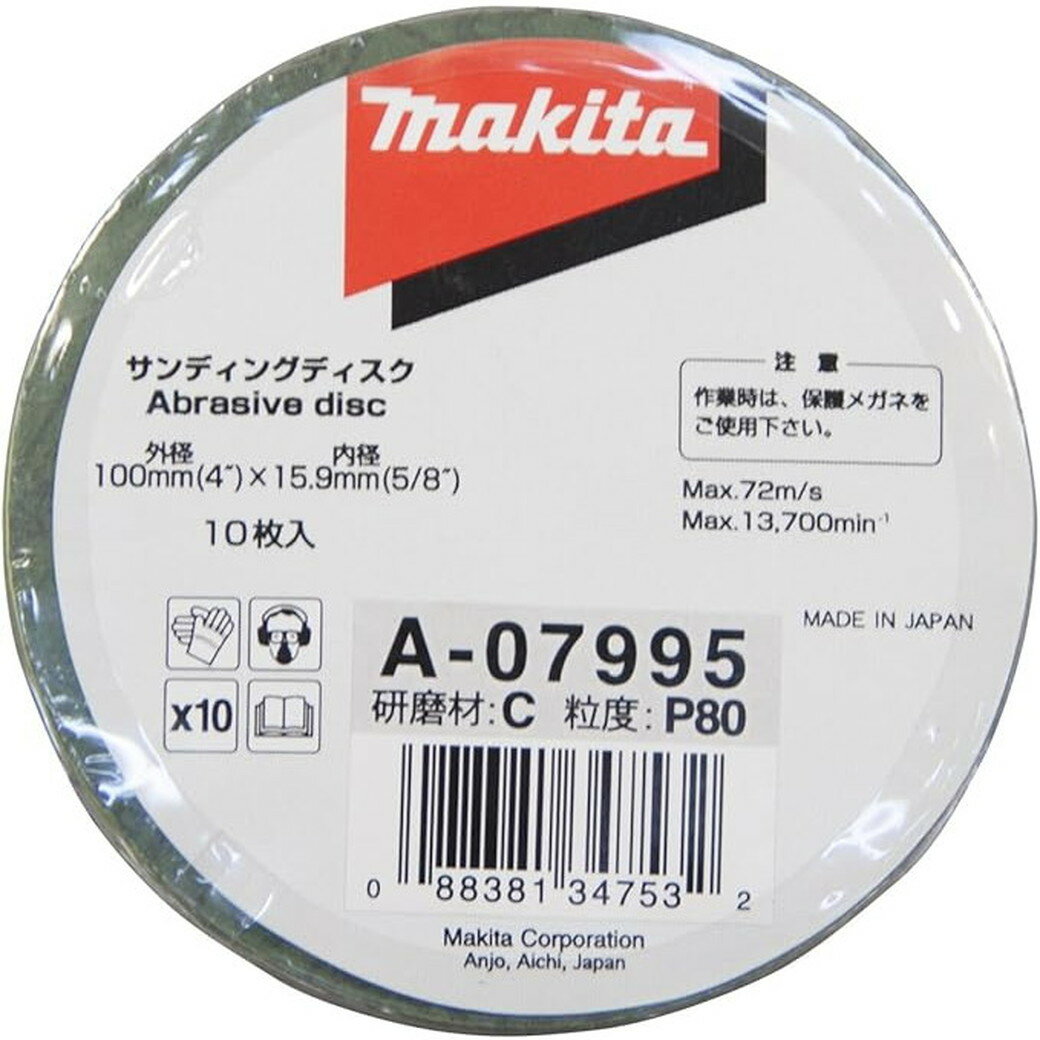 makita
サンディングディスク
Abrasive disc
外径 内径
100mm(4″)×15.9mm(5/8″)
10枚入
注 意
作業時は、保護メガネを
ご使用下さい。
Max.72m/s
Max.13,700min⁻¹
MADE IN JAPAN
x10
A-07995
研磨材:C 粒度:P80
0 88381 34753 2
Makita Corporation
Anjo, Aichi, Japan